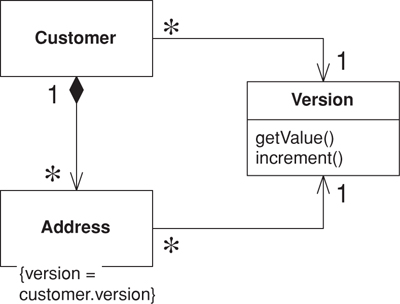 Customer
*
1
1
Version
getValue()
increment()
*
1
Address
*
{version =
customer.version}